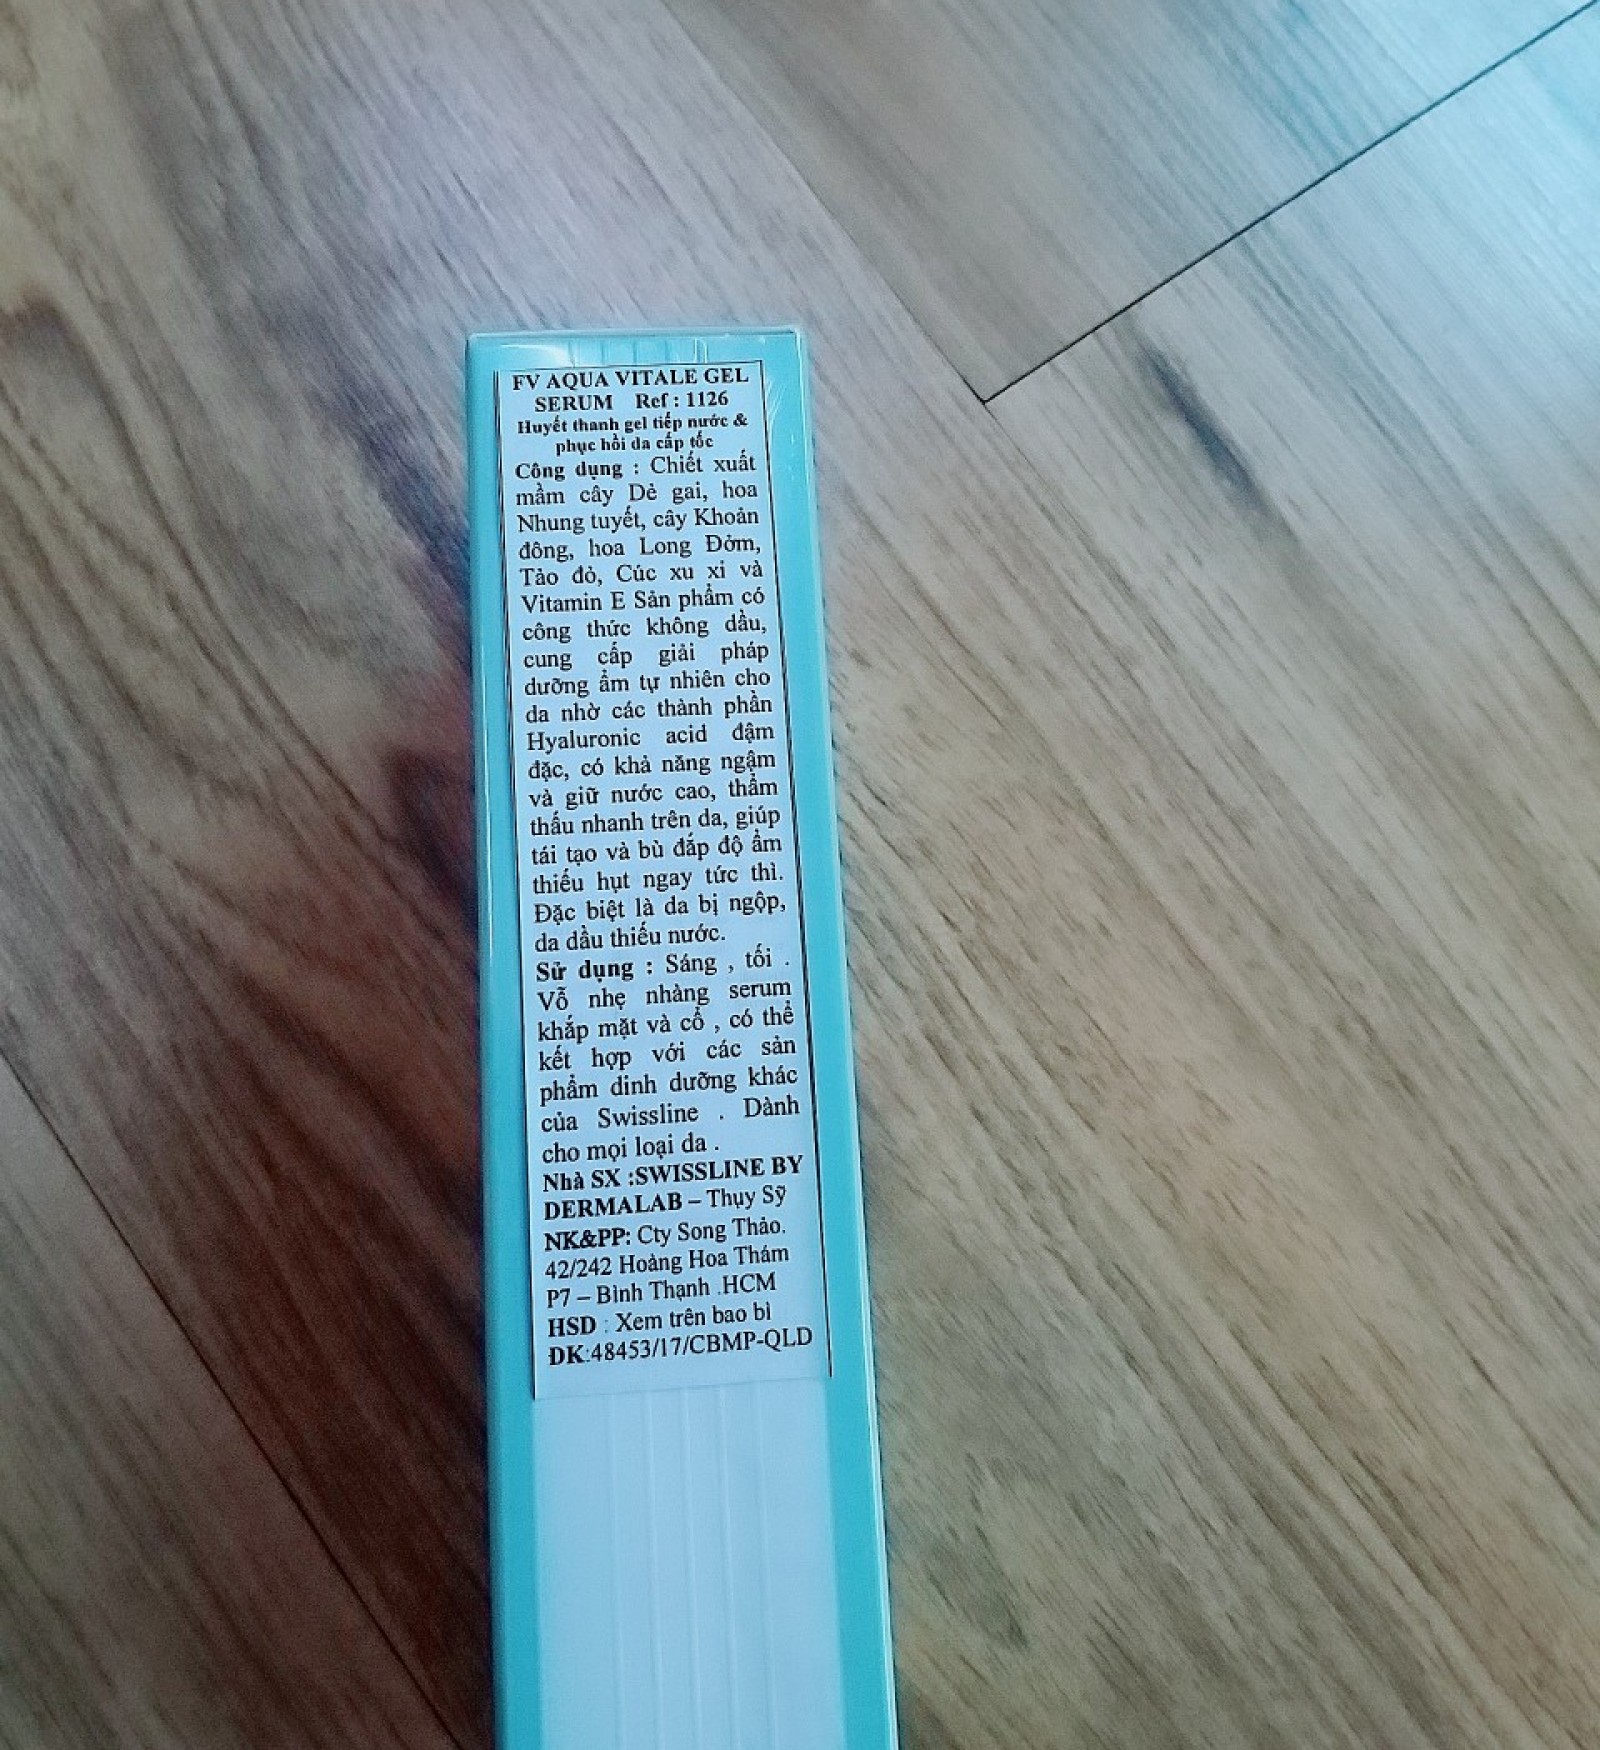 FV AQUA VITALE GEL
SERUM Ref : 1126
Huyết thanh gel tiếp nước &
phục hồi da cấp tốc
Công dụng : Chiết xuất
mầm cây Dẻ gai, hoa
Nhung tuyết, cây Khoản
đông, hoa Long Đởm,
Tảo đỏ, Cúc xu xi và
Vitamin E Sản phẩm có
công thức không dầu,
cung cấp giải pháp
dưỡng ẩm tự nhiên cho
da nhờ các thành phần
Hyaluronic acid đậm
đặc, có khả năng ngậm
và giữ nước cao, thẩm
thấu nhanh trên da, giúp
tái tạo và bù đắp độ ẩm
thiếu hụt ngay tức thì.
Đặc biệt là da bị ngộp,
da dầu thiếu nước.
Sử dụng : Sáng , tối .
Vỗ nhẹ nhàng serum
khắp mặt và cổ , có thể
kết hợp với các sản
phẩm dinh dưỡng khác
của Swissline . Dành
cho mọi loại da .
Nhà SX :SWISSLINE BY
DERMALAB – Thụy Sỹ
NK&PP: Cty Song Thảo.
42/242 Hoàng Hoa Thám
P7 – Bình Thạnh .HCM
HSD : Xem trên bao bì
ĐK:48453/17/CBMP-QLD